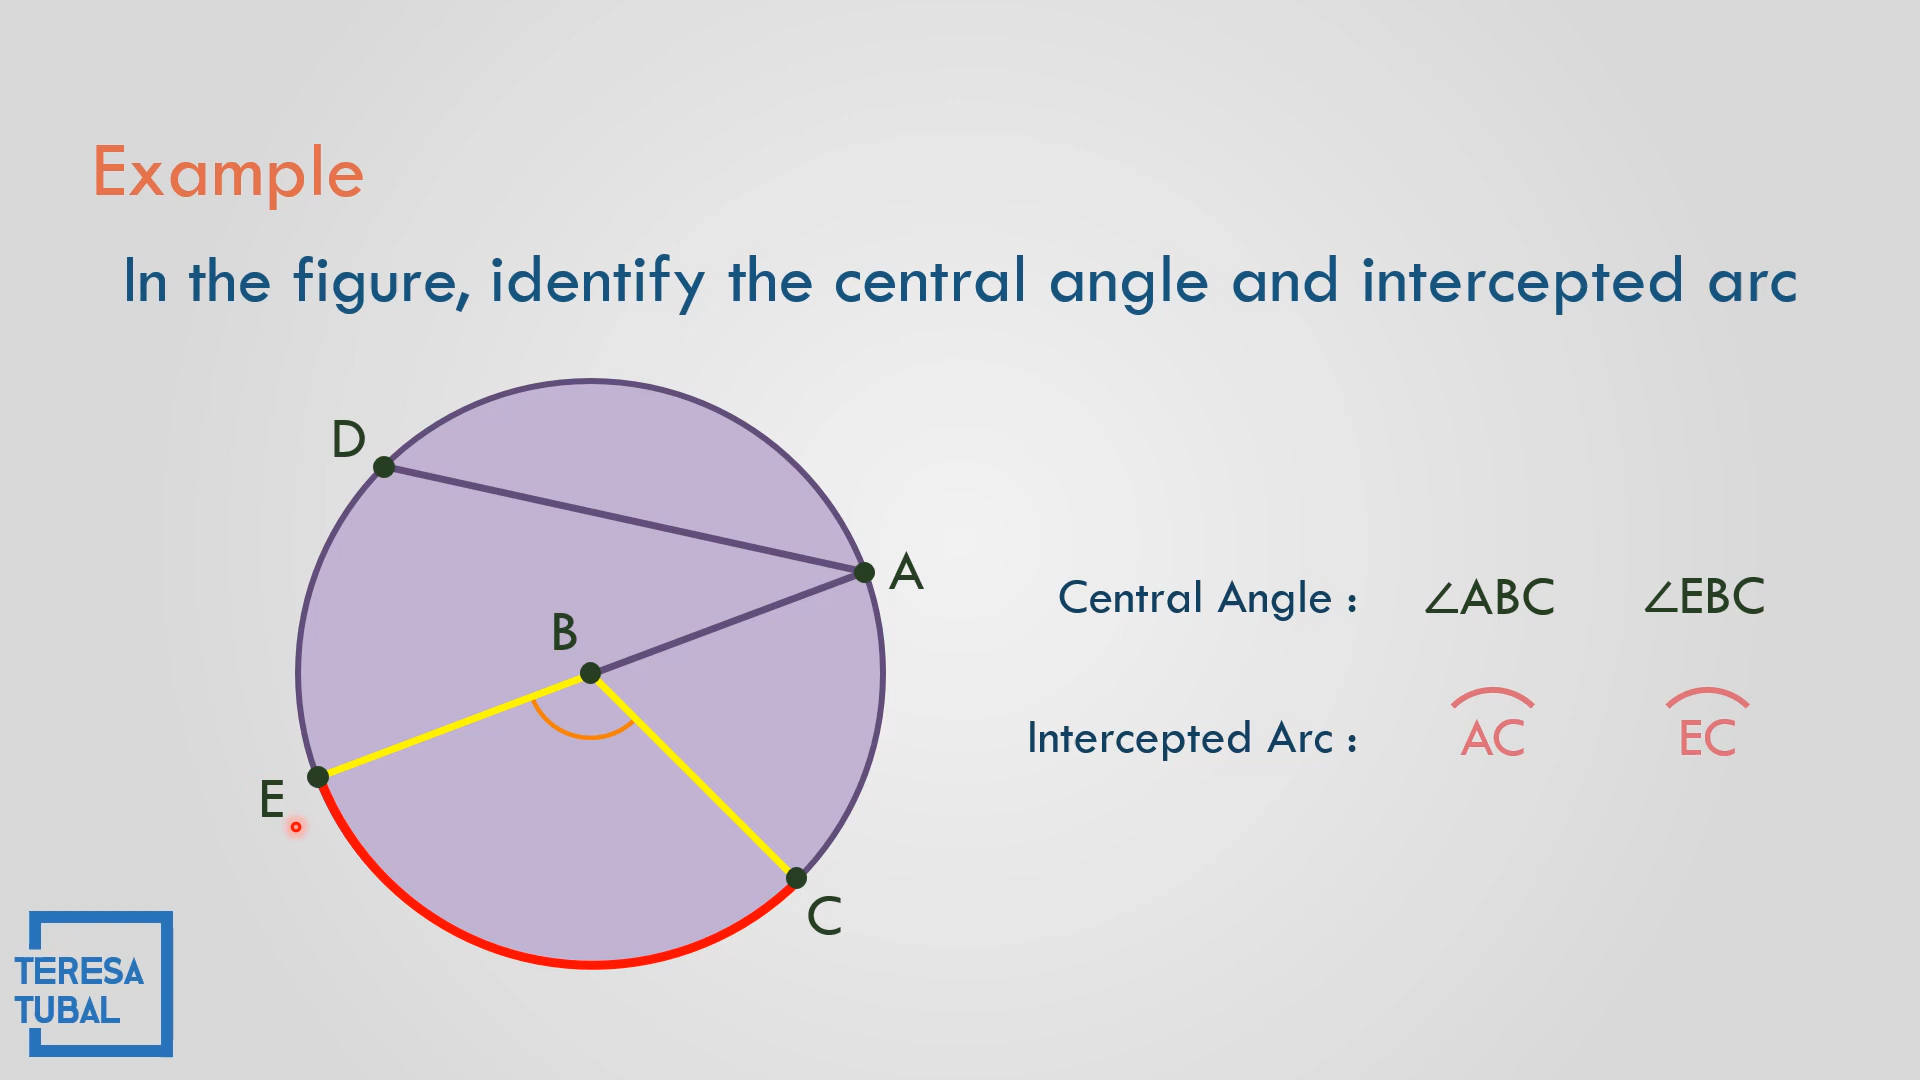 Example
In the figure, identify the central angle and intercepted arc
D
A
B
E
C
Central Angle : ∠ABC ∠EBC
Intercepted Arc : AC EC
TERESA
TUBAL